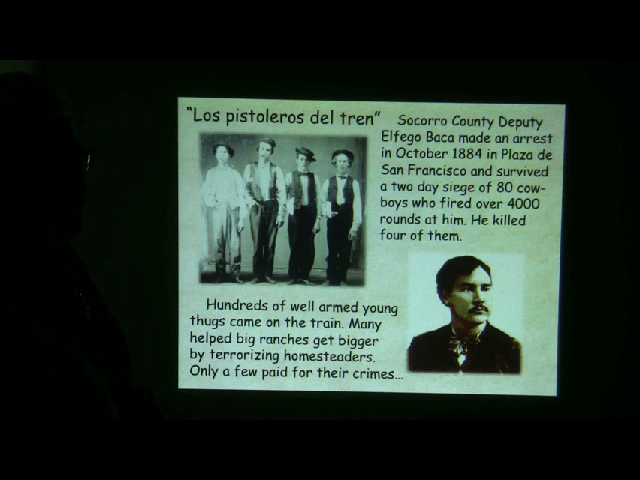 "Los pistoleros del tren"
Socorro County Deputy
Elfego Baca made an arrest
in October 1884 in Plaza de
San Francisco and survived
a two day siege of 80 cow-
boys who fired over 4000
rounds at him. He killed
four of them.
Hundreds of well armed young
thugs came on the train. Many
helped big ranches get bigger
by terrorizing homesteaders.
Only a few paid for their crimes...